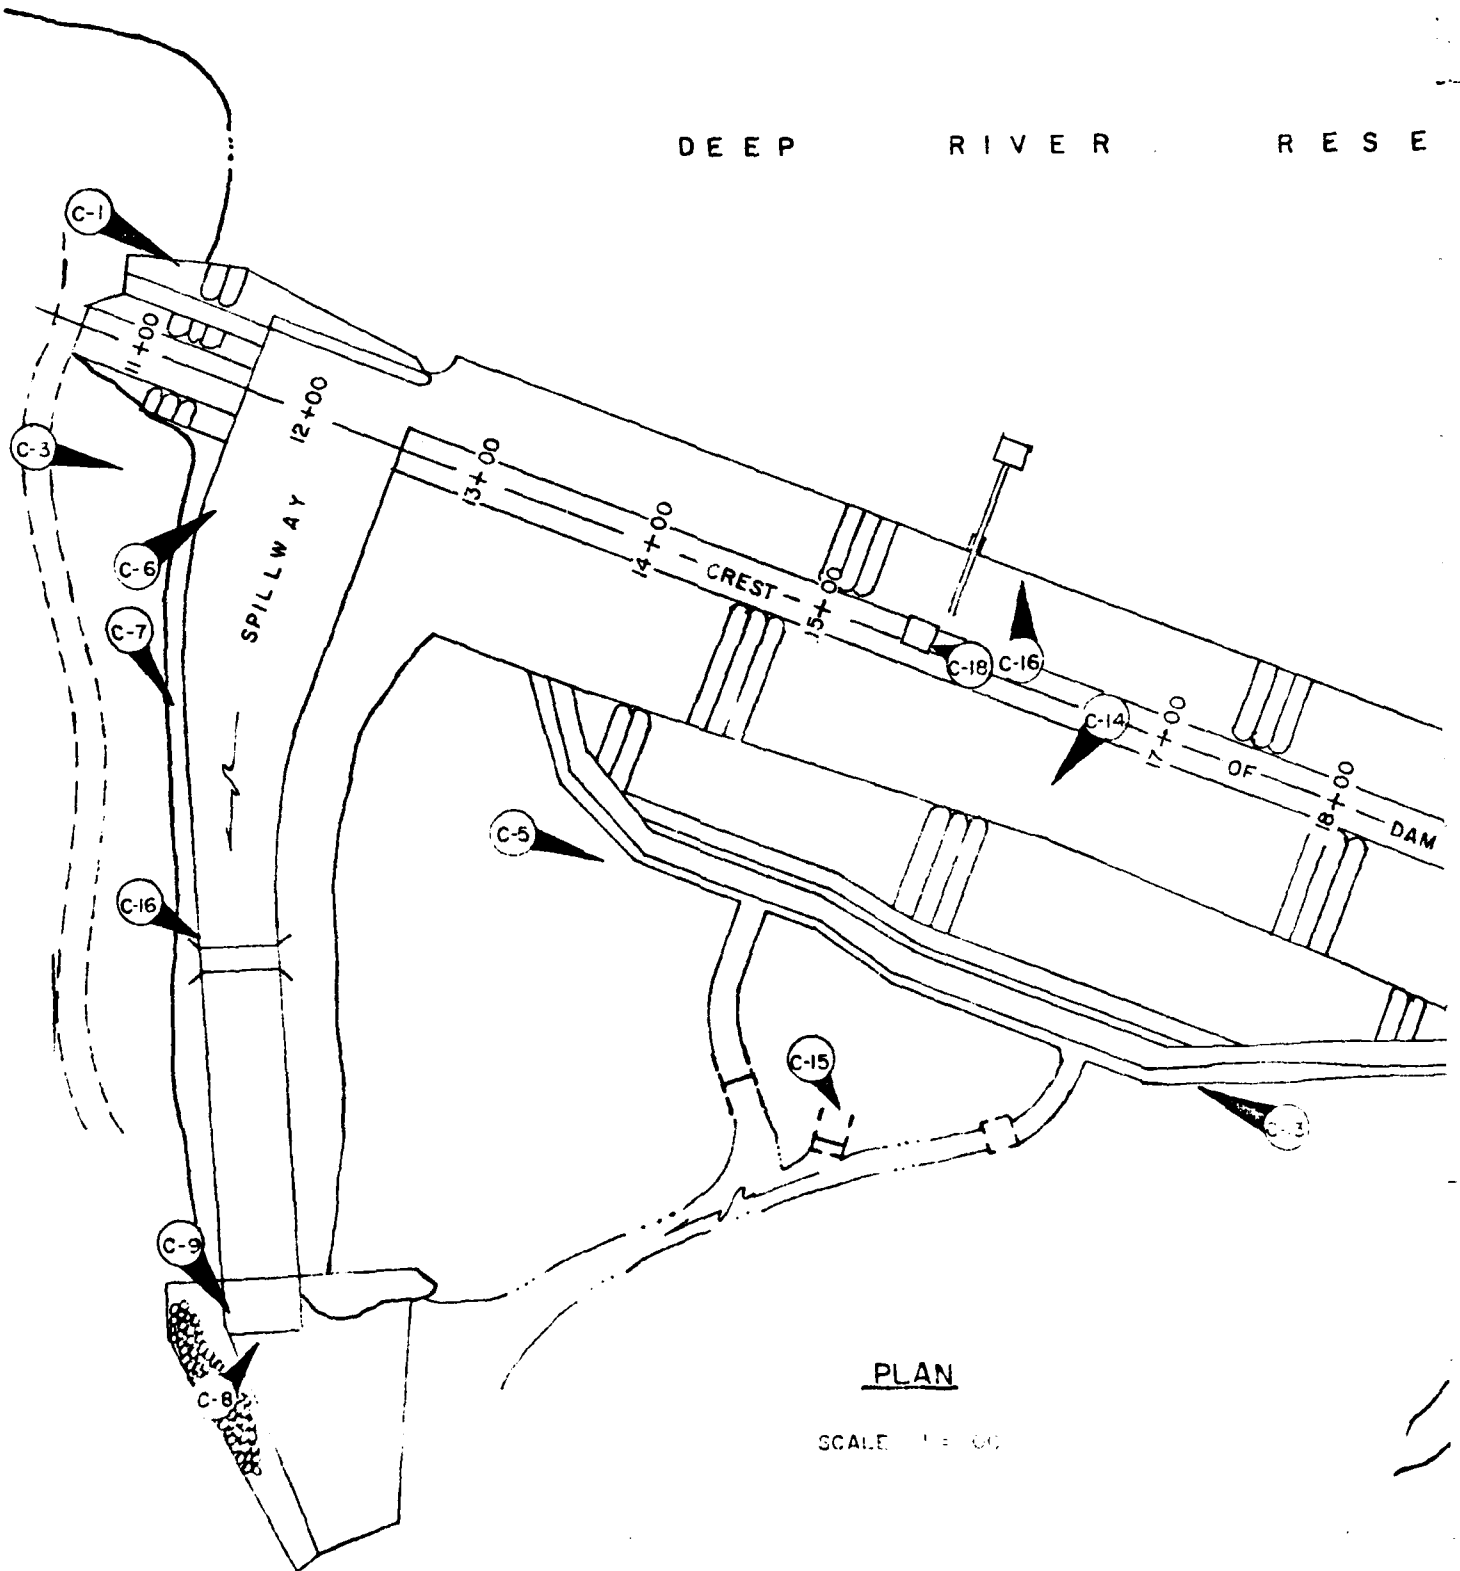 DEEP RIVER RESE
C-1
11+00
12+00
C-3
13+00
SPILLWAY
14+00
C-6
CREST
15+00
C-7
C-18
C-16
C-14
17+00
OF
18+00
DAM
C-5
C-16
C-15
C-9
C-8
PLAN
SCALE